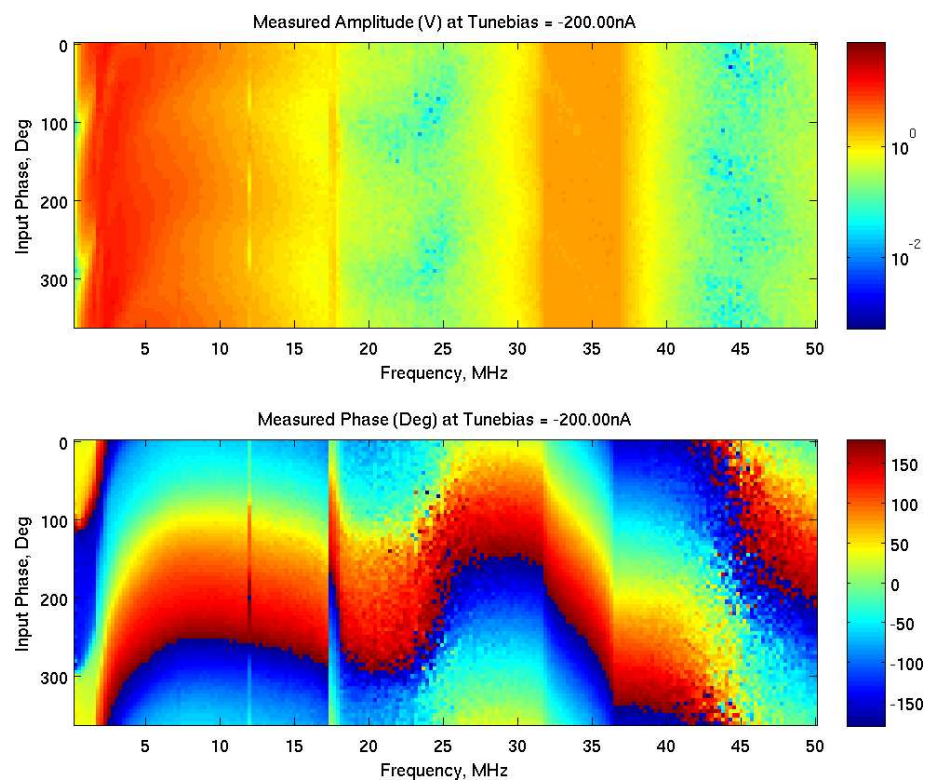 Measured Amplitude (V) at Tunebias = -200.00nA
0
100
200
300
Input Phase, Deg
5 10 15 20 25 30 35 40 45 50
Frequency, MHz
10^0
10^-2
Measured Phase (Deg) at Tunebias = -200.00nA
0
100
200
300
Input Phase, Deg
5 10 15 20 25 30 35 40 45 50
Frequency, MHz
150
100
50
0
-50
-100
-150